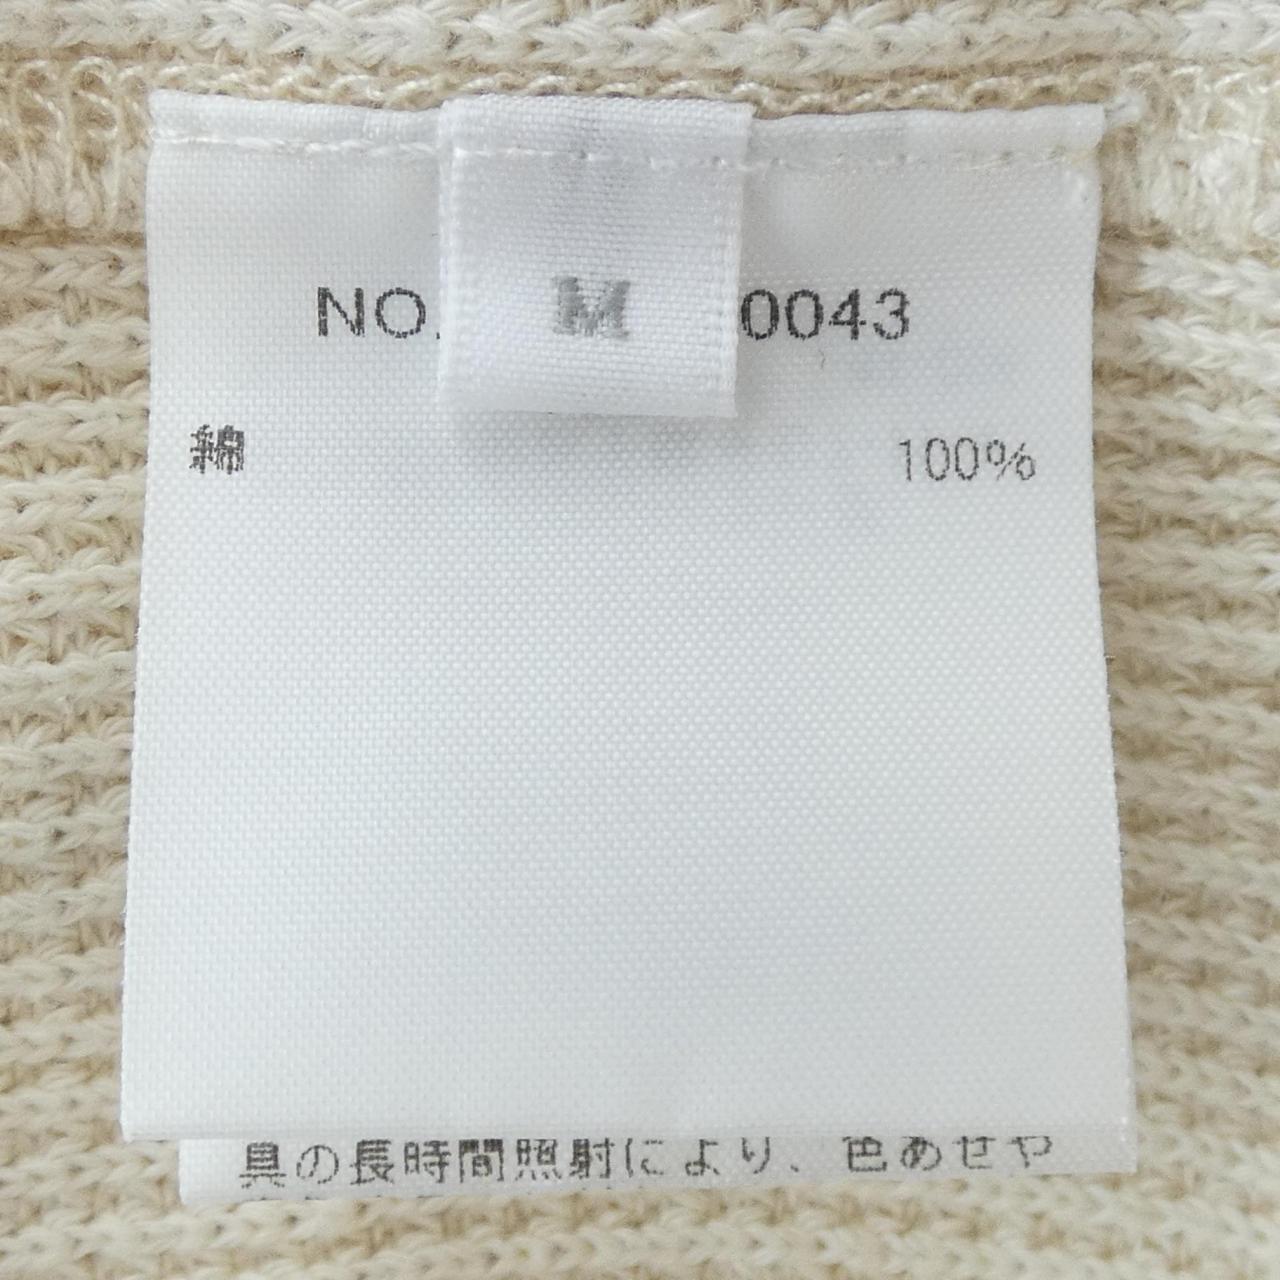 NO. M 0043
綿 100%
具の長時間照射により、色あせや